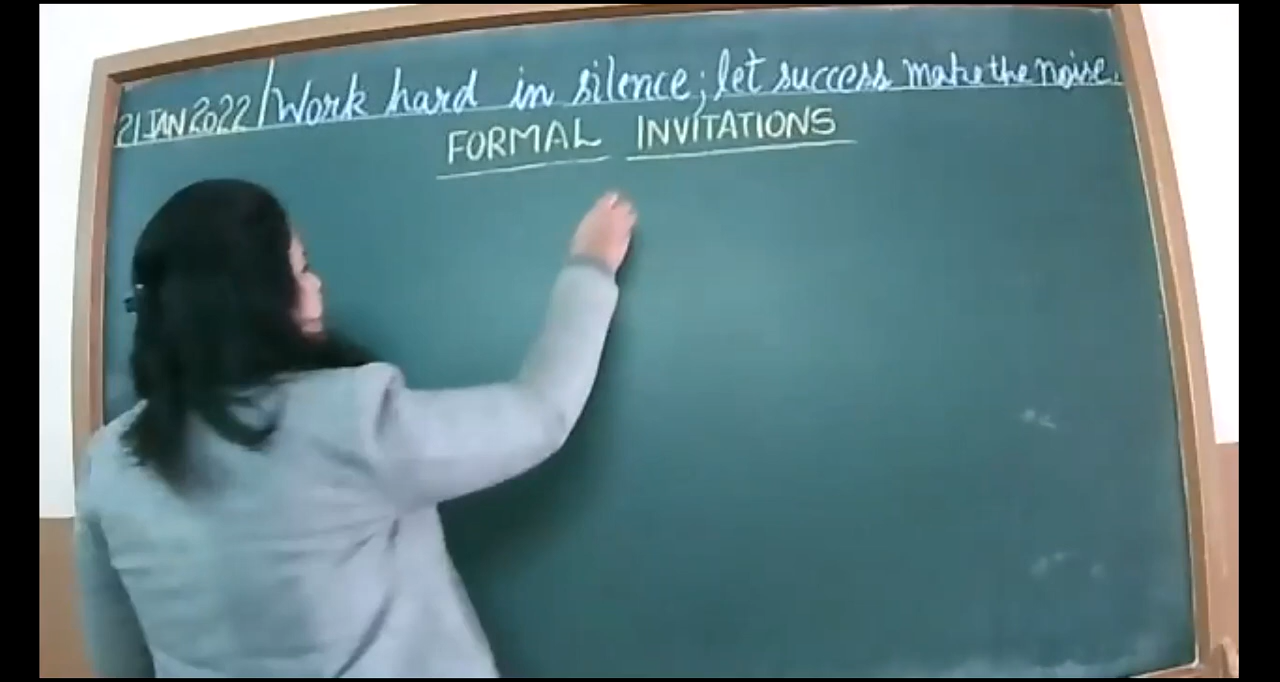 21 JAN 2022 / Work hard in silence; let success make the noise.
FORMAL INVITATIONS